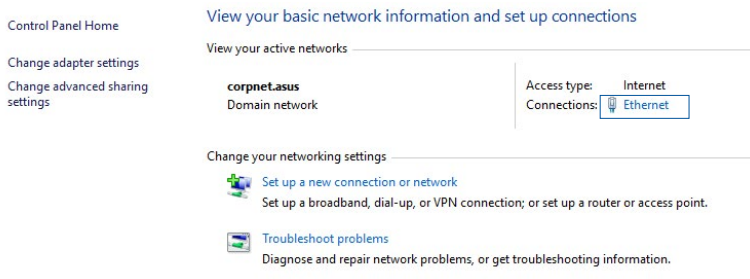 View your basic network information and set up connections
Control Panel Home
View your active networks
Change adapter settings
Change advanced sharing
settings
corpnet.asus
Domain network
Access type: Internet
Connections: Ethernet
Change your networking settings
Set up a new connection or network
Set up a broadband, dial-up, or VPN connection; or set up a router or access point.
Troubleshoot problems
Diagnose and repair network problems, or get troubleshooting information.